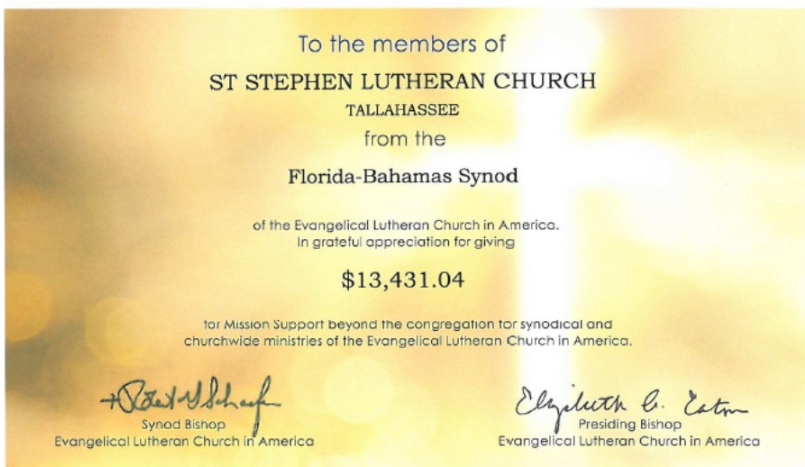 To the members of
ST STEPHEN LUTHERAN CHURCH
TALLAHASSEE
from the
Florida-Bahamas Synod
of the Evangelical Lutheran Church in America.
In grateful appreciation for giving
$13,431.04
for Mission Support beyond the congregation for synodical and
churchwide ministries of the Evangelical Lutheran Church in America.
+Robert G Schaefer
Synod Bishop
Evangelical Lutheran Church in America
Elizabeth A. Eaton
Presiding Bishop
Evangelical Lutheran Church in America